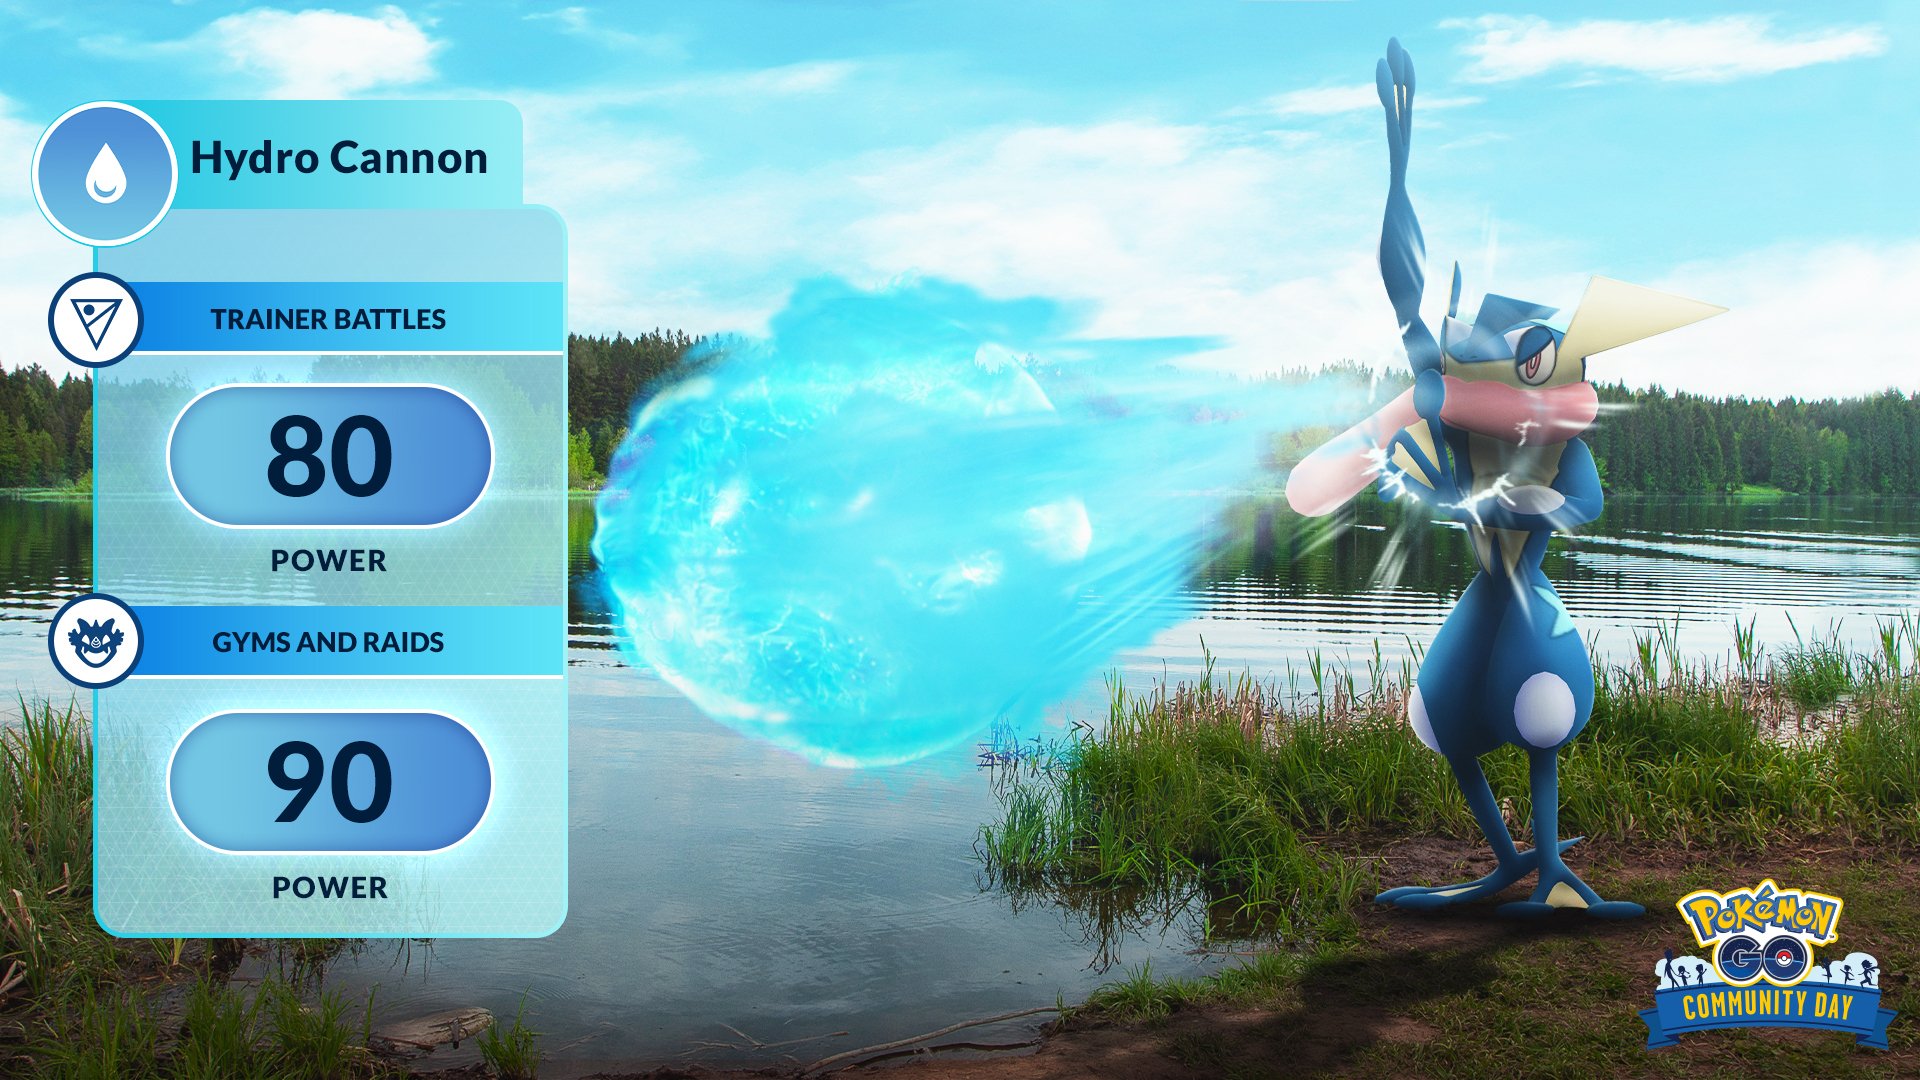 Hydro Cannon
TRAINER BATTLES
80
POWER
GYMS AND RAIDS
90
POWER
POKÉMON
GO
COMMUNITY DAY